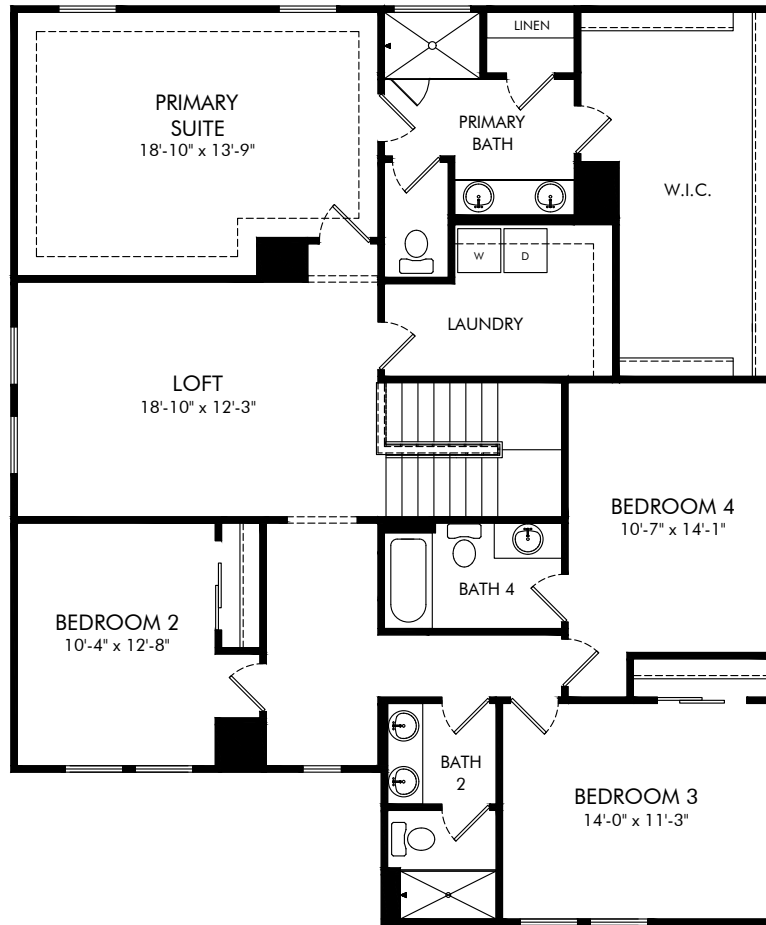 LINEN
PRIMARY
SUITE
18'-10" x 13'-9"
PRIMARY
BATH
W.I.C.
W
D
LAUNDRY
LOFT
18'-10" x 12'-3"
BEDROOM 4
10'-7" x 14'-1"
BATH 4
BEDROOM 2
10'-4" x 12'-8"
BATH
2
BEDROOM 3
14'-0" x 11'-3"